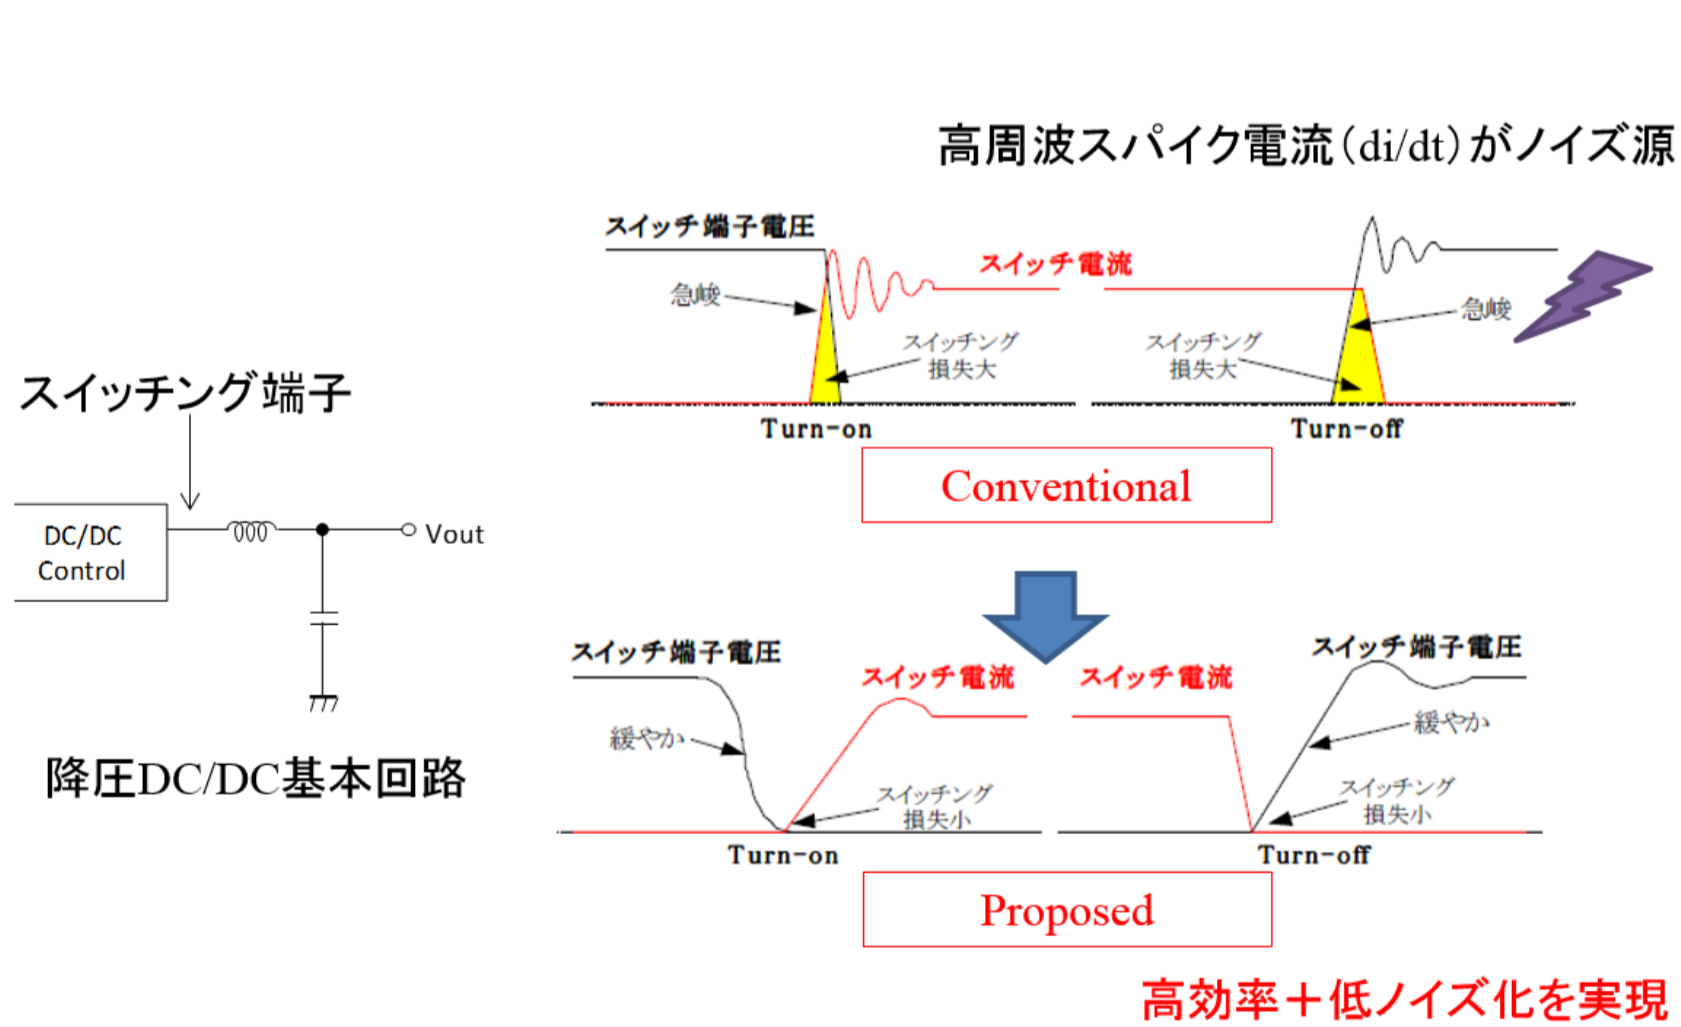 高周波スパイク電流（di/dt）がノイズ源
スイッチ端子電圧
スイッチ電流
急峻
急峻
スイッチング
損失大
スイッチング
損失大
Turn-on
Turn-off
Conventional
スイッチング端子
DC/DC
Control
Vout
降圧DC/DC基本回路
スイッチ端子電圧
スイッチ電流
スイッチ電流
スイッチ端子電圧
緩やか
緩やか
スイッチング
損失小
スイッチング
損失小
Turn-on
Turn-off
Proposed
高効率＋低ノイズ化を実現